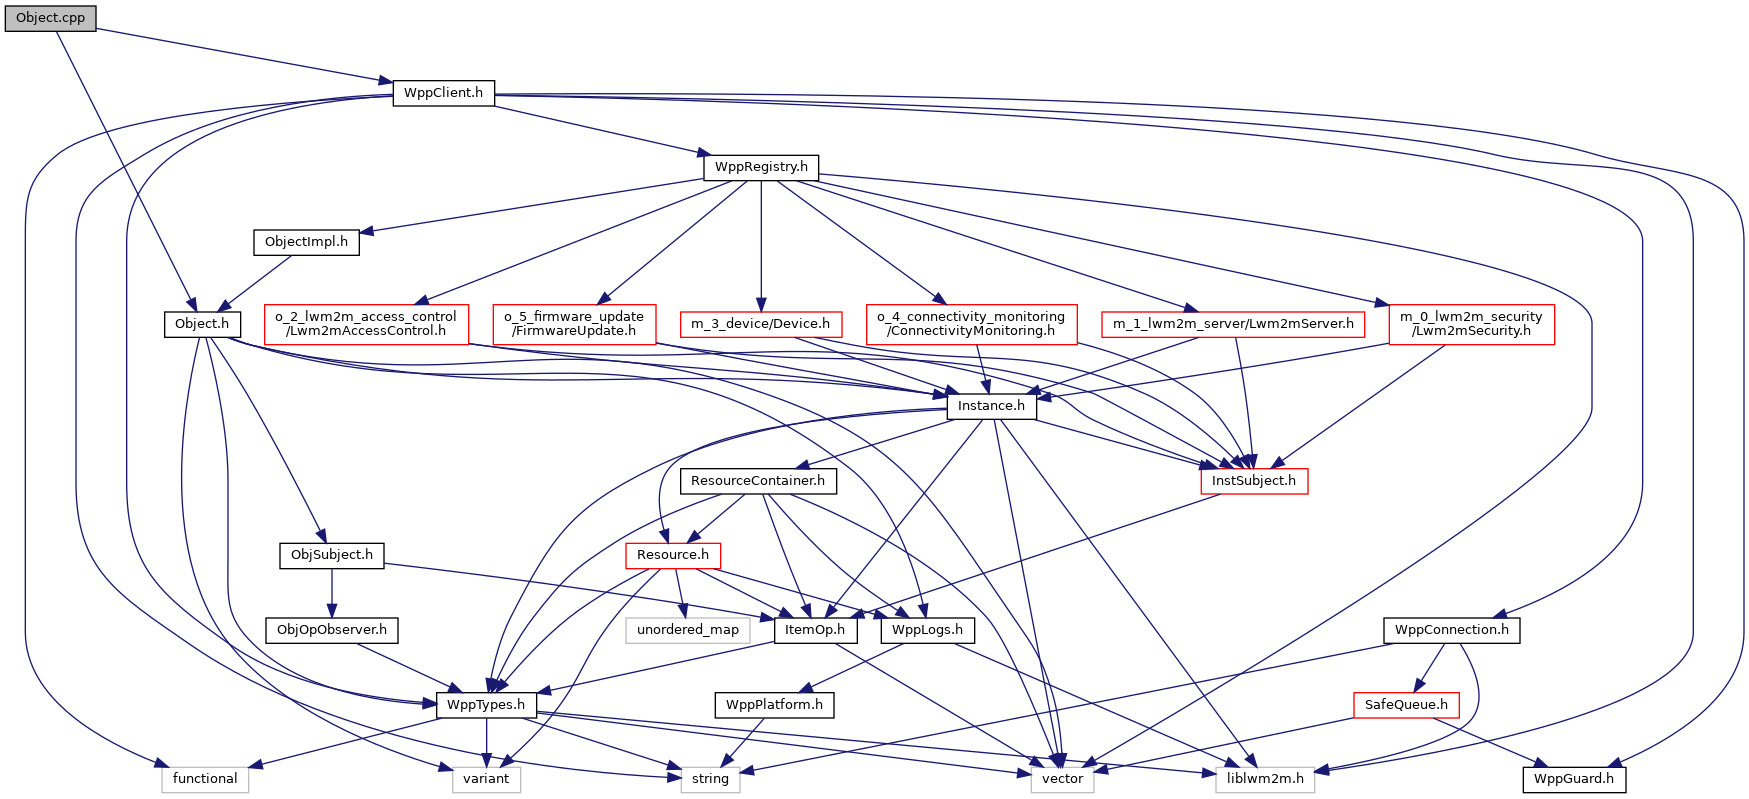 Object.cpp
WppClient.h
WppRegistry.h
ObjectImpl.h
Object.h
o_2_lwm2m_access_control
/Lwm2mAccessControl.h
o_5_firmware_update
/FirmwareUpdate.h
m_3_device/Device.h
o_4_connectivity_monitoring
/ConnectivityMonitoring.h
m_1_lwm2m_server/Lwm2mServer.h
m_0_lwm2m_security
/Lwm2mSecurity.h
Instance.h
ResourceContainer.h
InstSubject.h
ObjSubject.h
Resource.h
ObjOpObserver.h
unordered_map
ItemOp.h
WppLogs.h
WppConnection.h
WppTypes.h
WppPlatform.h
SafeQueue.h
functional
variant
string
vector
liblwm2m.h
WppGuard.h